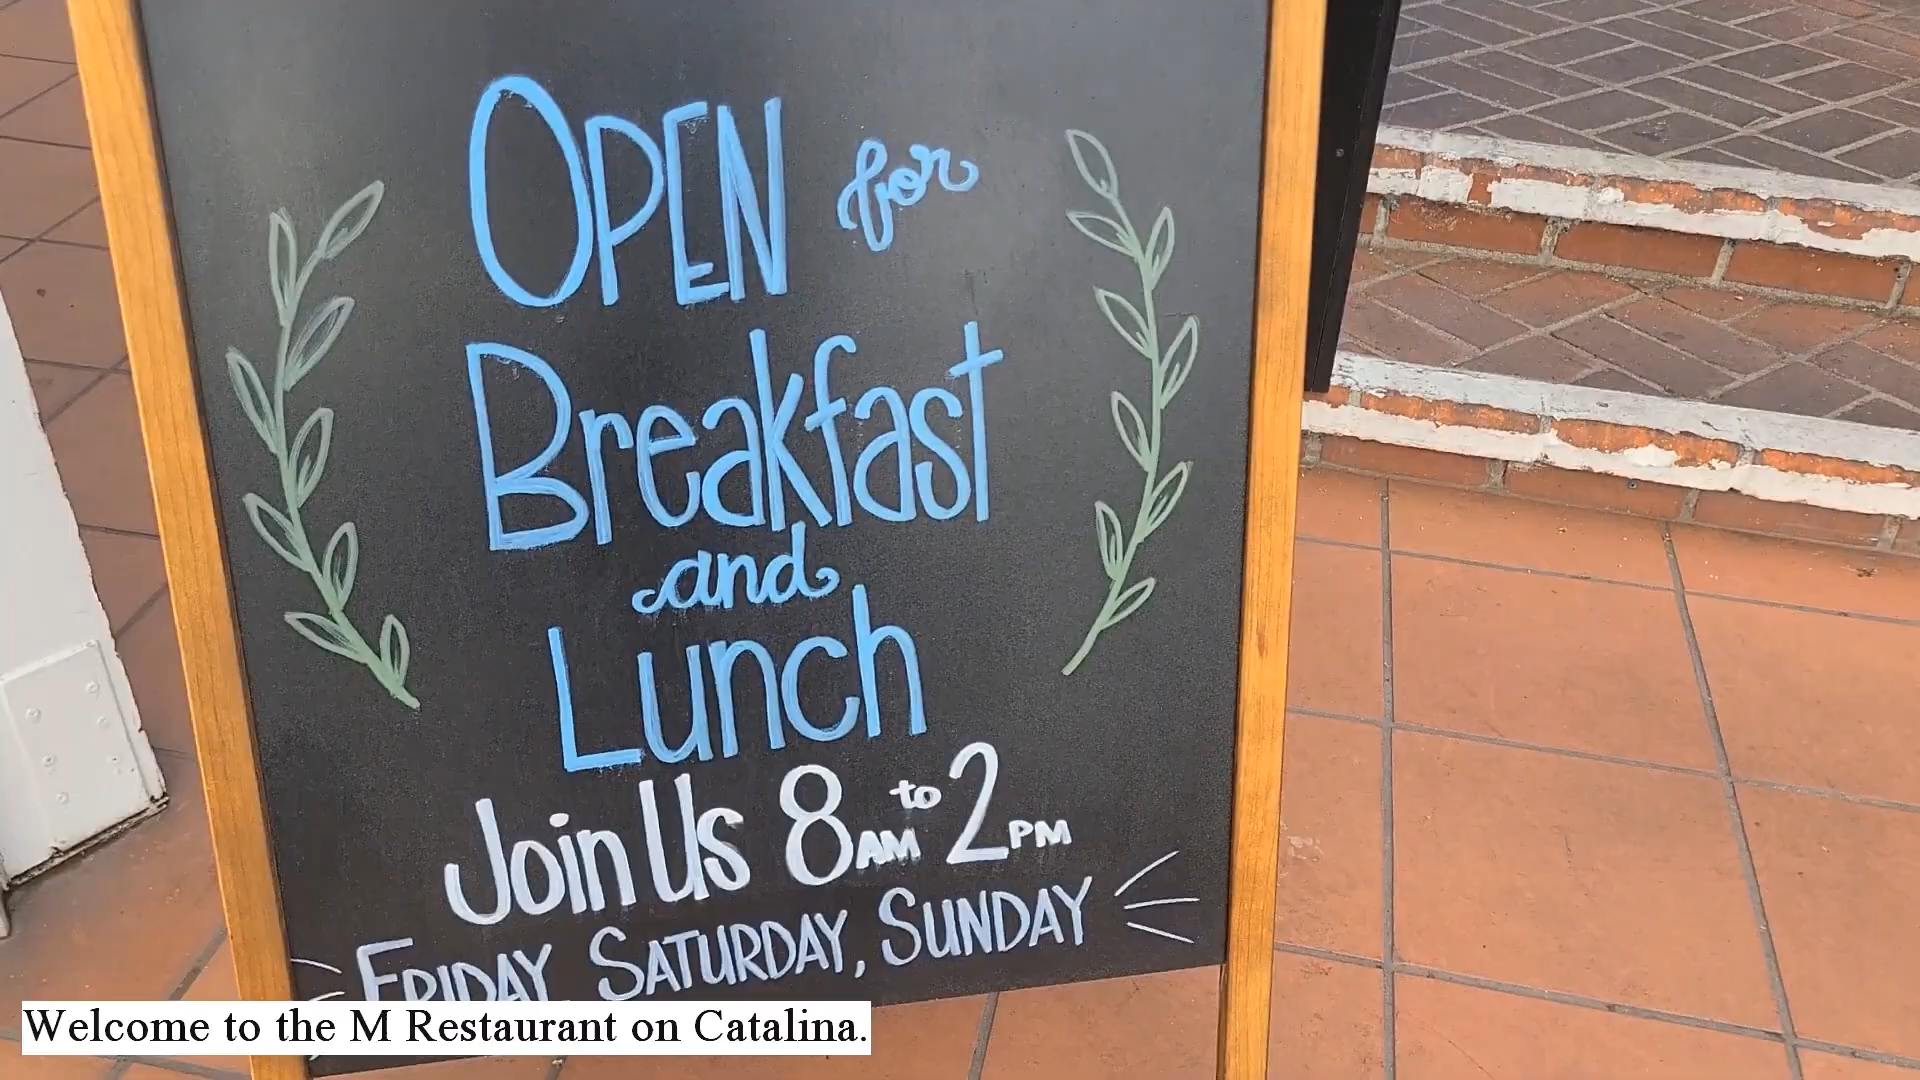 OPEN for
Breakfast
and
Lunch
Join Us 8AM to 2PM
FRIDAY SATURDAY, SUNDAY
Welcome to the M Restaurant on Catalina.